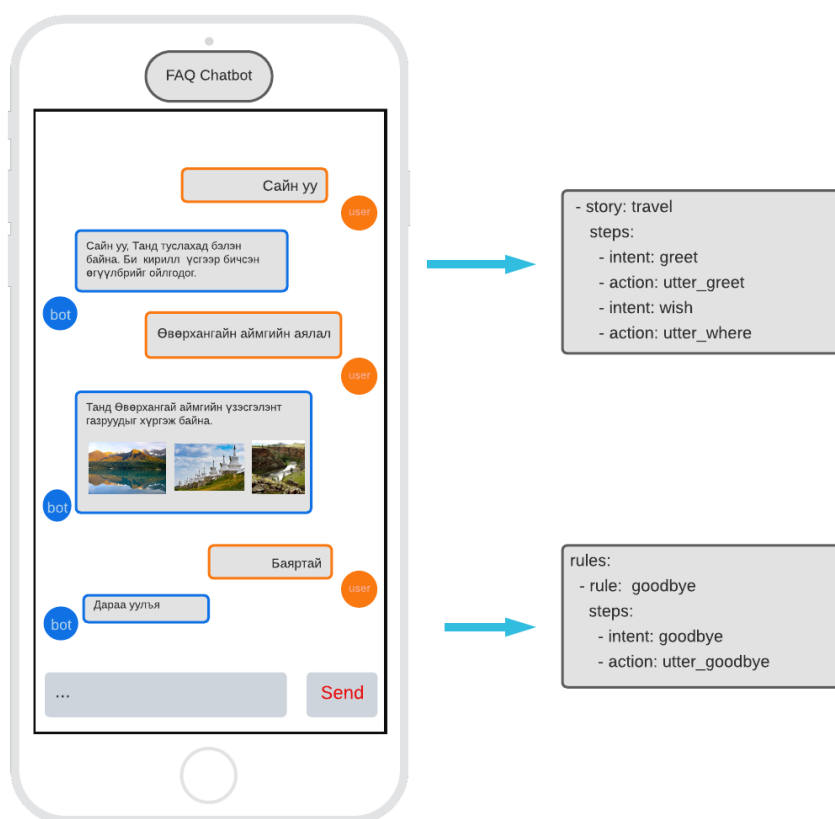 FAQ Chatbot
Сайн уу
user
Сайн уу, Танд туслахад бэлэн
байна. Би кирилл үсгээр бичсэн
өгүүлбрийг ойлгодог.
bot
Өвөрхангайн аймгийн аялал
user
Танд Өвөрхангай аймгийн үзэсгэлэнт
газруудыг хүргэж байна.
bot
Баяртай
user
Дараа уулъя
bot
...
Send
- story: travel
steps:
- intent: greet
- action: utter_greet
- intent: wish
- action: utter_where
rules:
- rule: goodbye
steps:
- intent: goodbye
- action: utter_goodbye